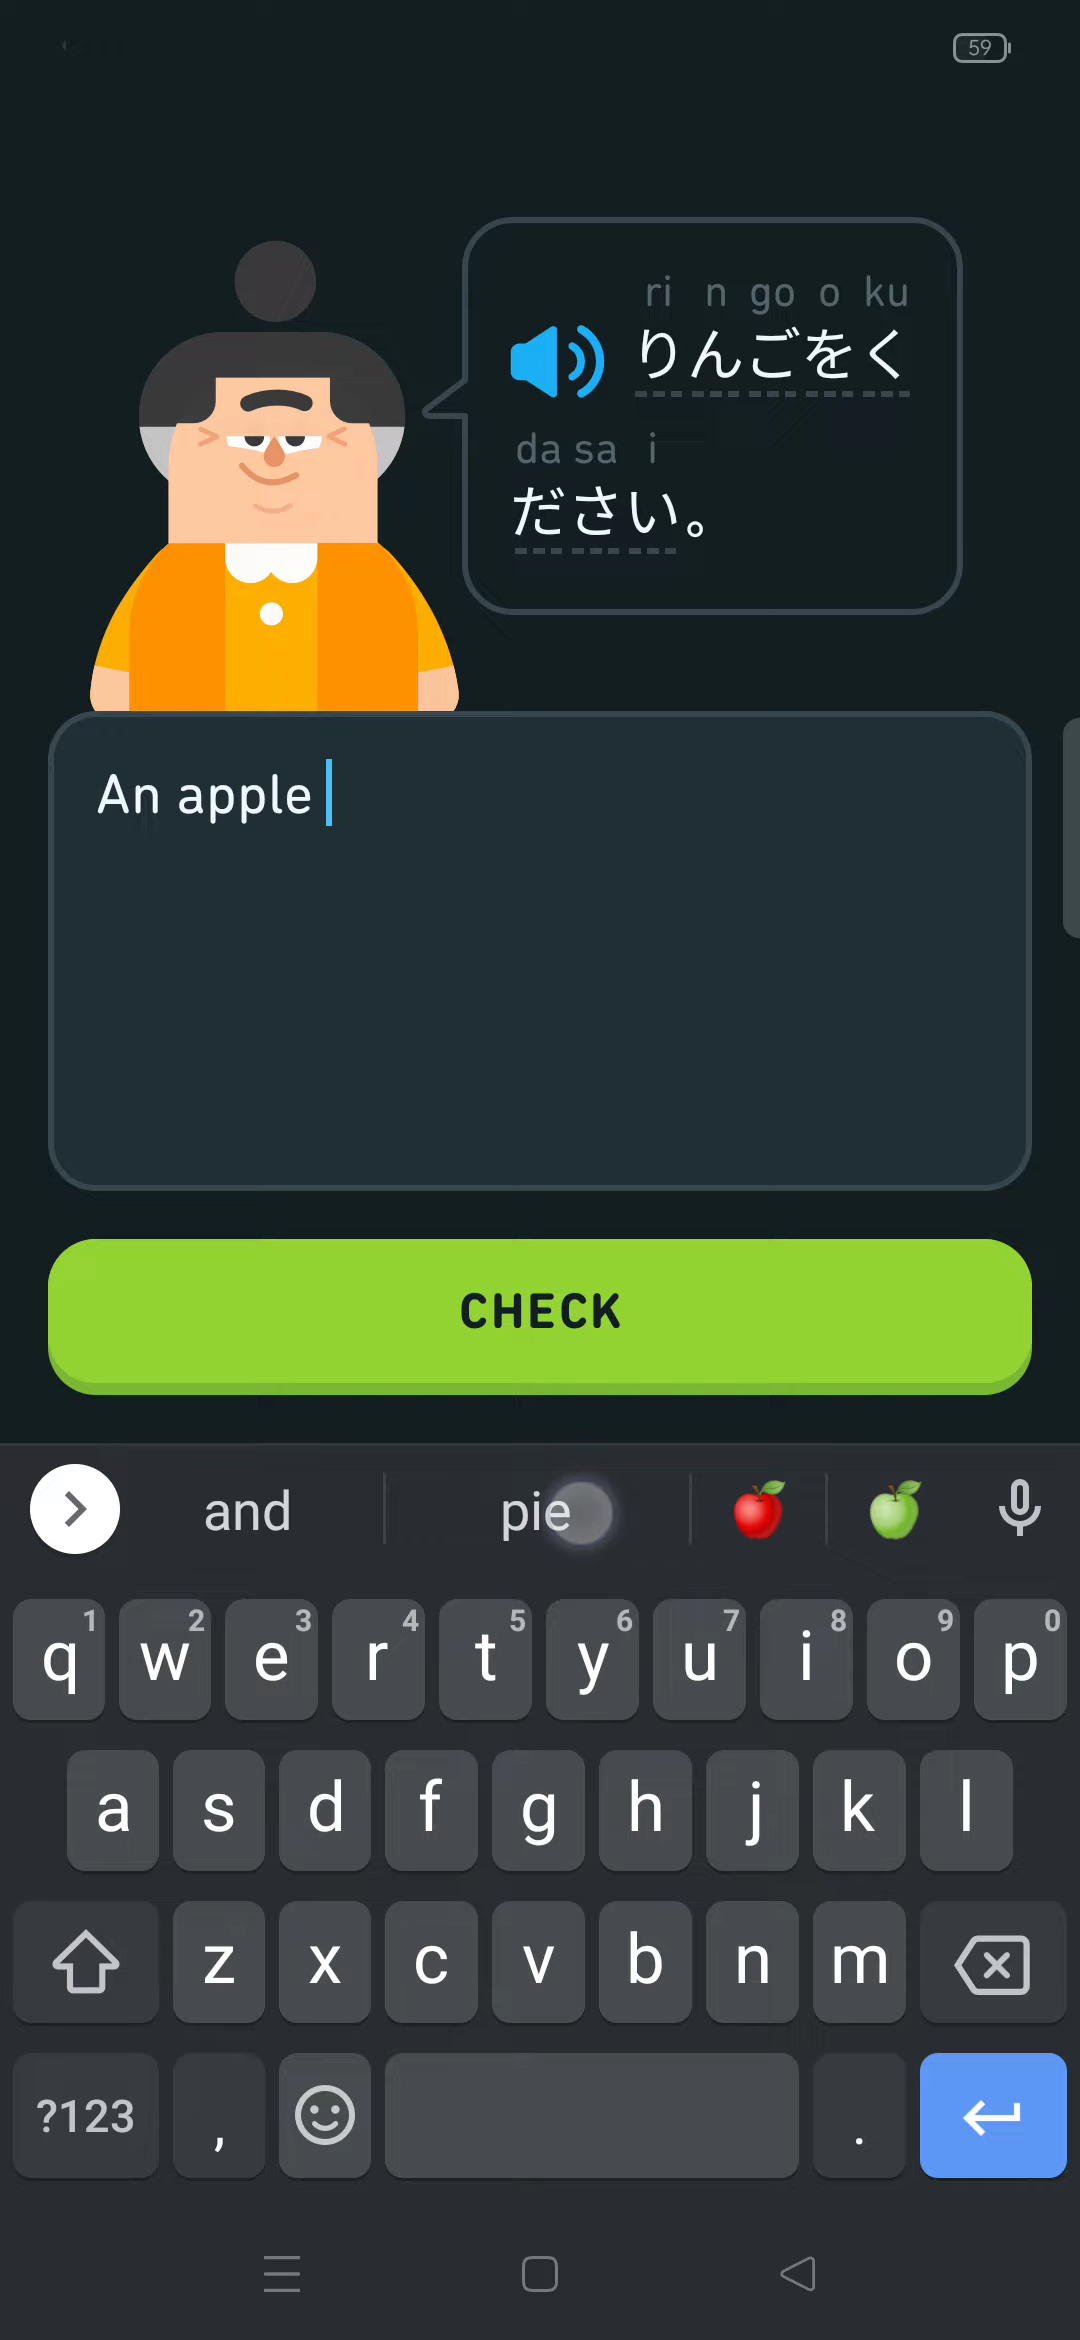 59
ri n go o ku
りんごをく
da sa i
ださい。
An apple
CHECK
and pie
1 2 3 4 5 6 7 8 9 0
q w e r t y u i o p
a s d f g h j k l
z x c v b n m
?123 , .